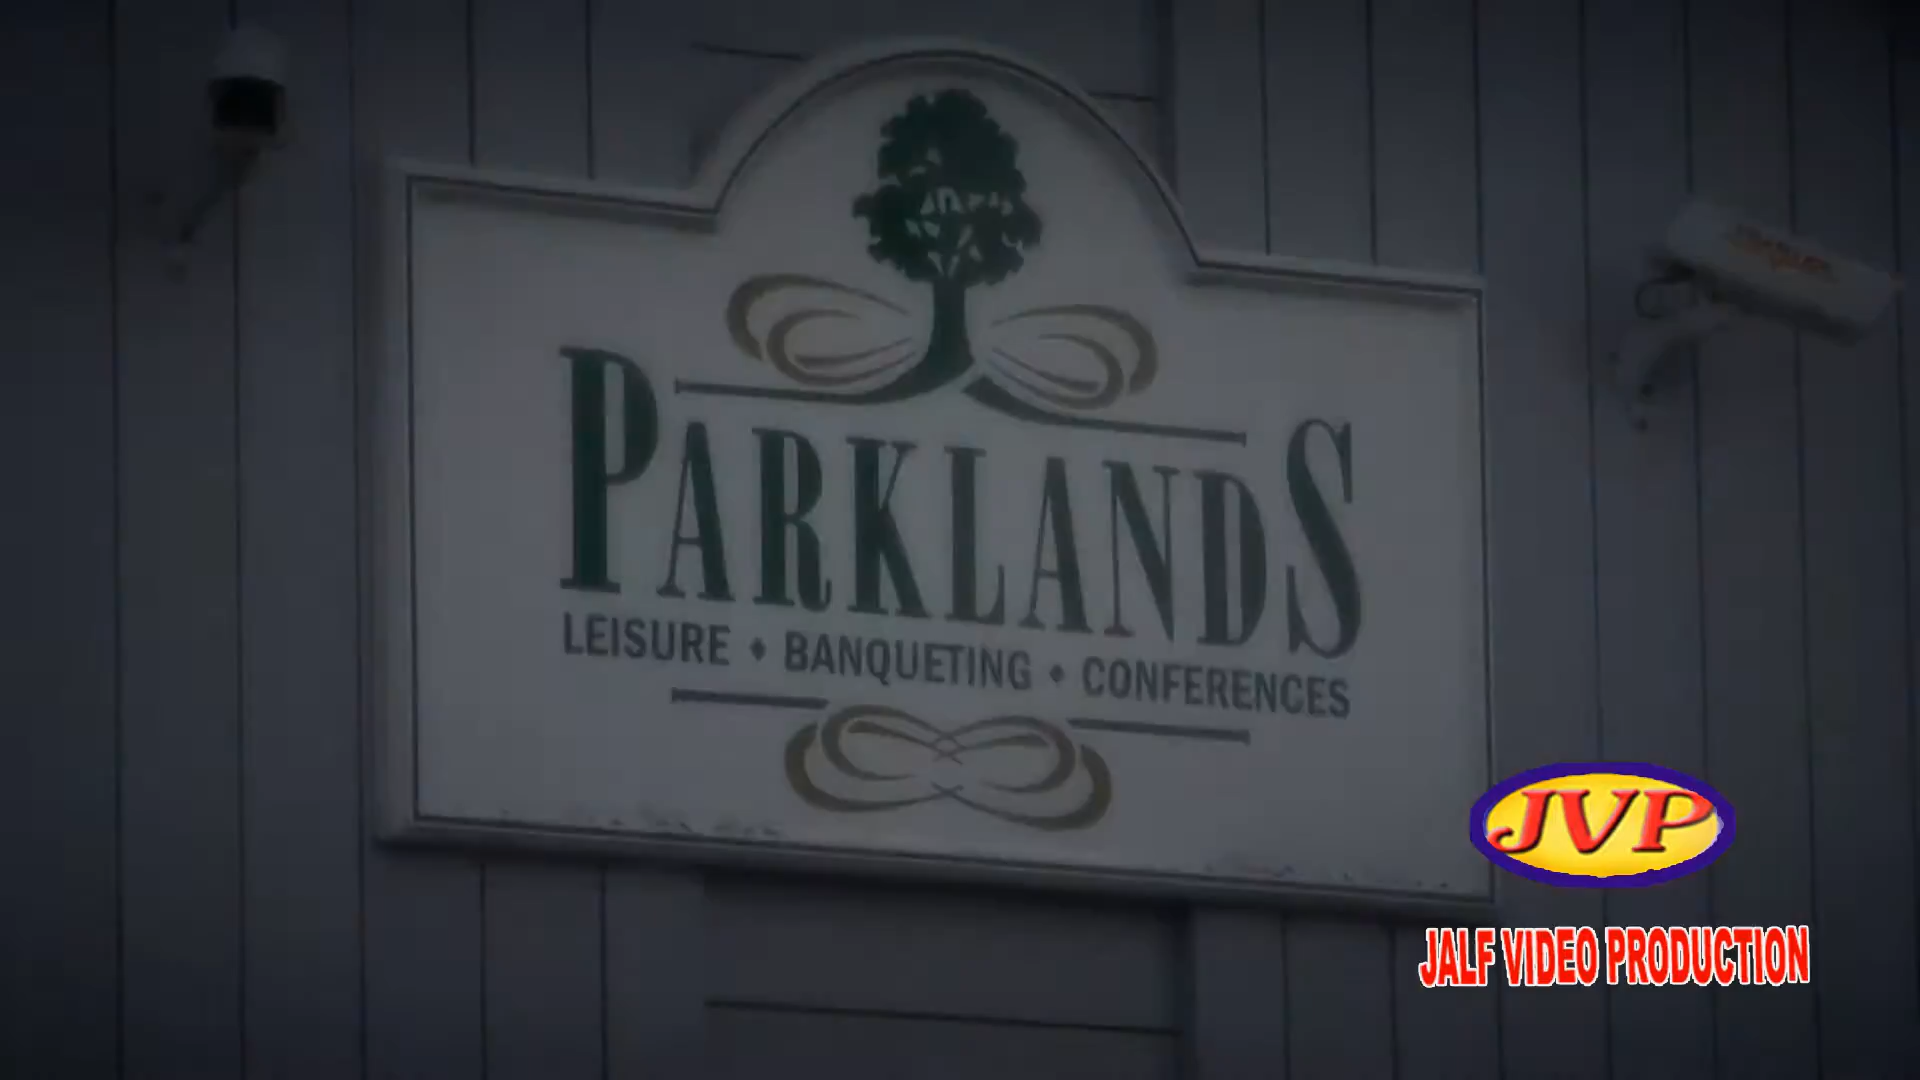 PARKLANDS
LEISURE • BANQUETING • CONFERENCES
JVP
JALF VIDEO PRODUCTION